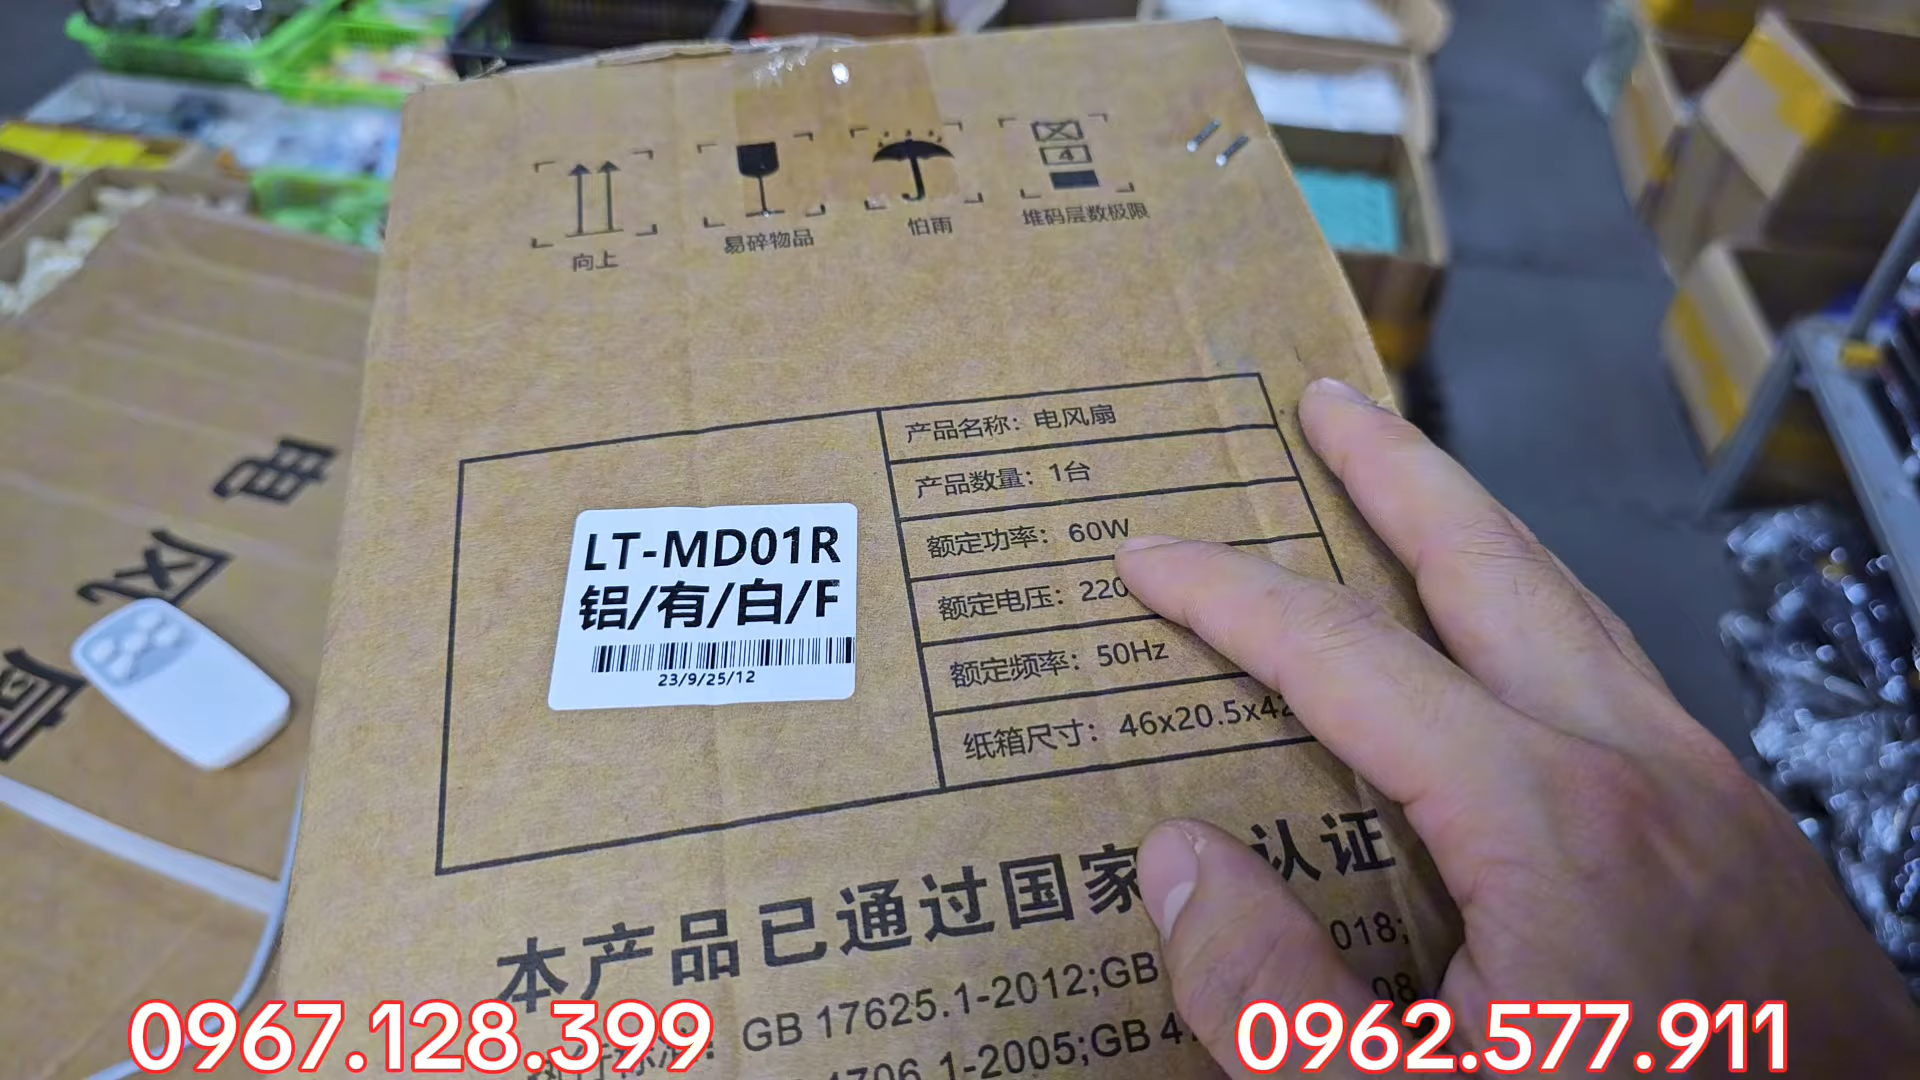 4
向上
易碎物品
怕雨
堆码层数极限
产品名称：电风扇
产品数量：1台
额定功率：60W
额定电压：220
额定频率：50Hz
纸箱尺寸：46x20.5x42
LT-MD01R
铝/有/白/F
23/9/25/12
电风扇
本产品已通过国家 认证
GB 17625.1-2012;GB 018;
1-2005;GB 4
0967.128.399
0962.577.911